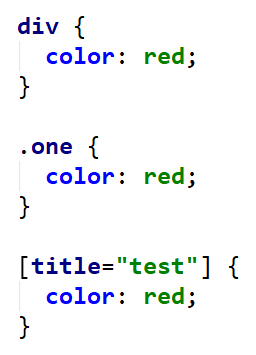 div {
  color: red;
}

.one {
  color: red;
}

[title="test"] {
  color: red;
}